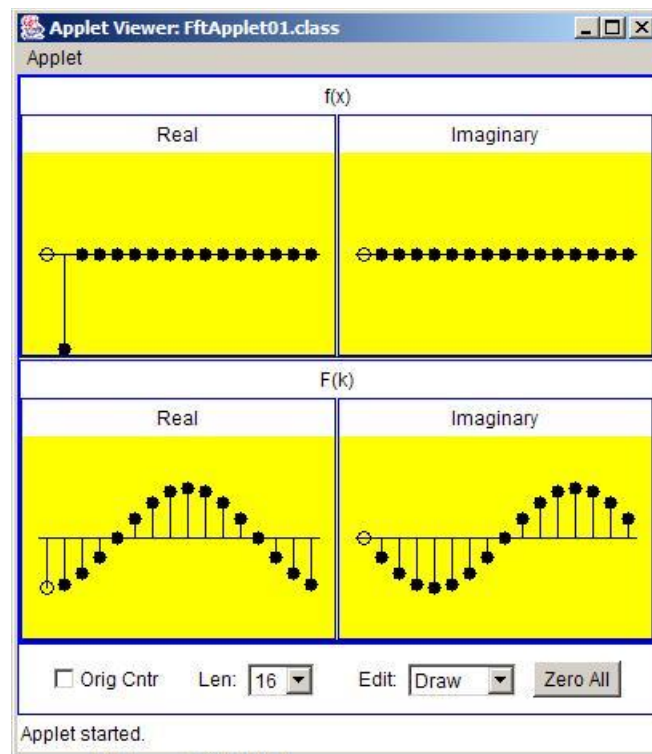 Applet Viewer: FftApplet01.class
Applet
f(x)
Real Imaginary
F(k)
Real Imaginary
Orig Cntr Len: 16 Edit: Draw Zero All
Applet started.